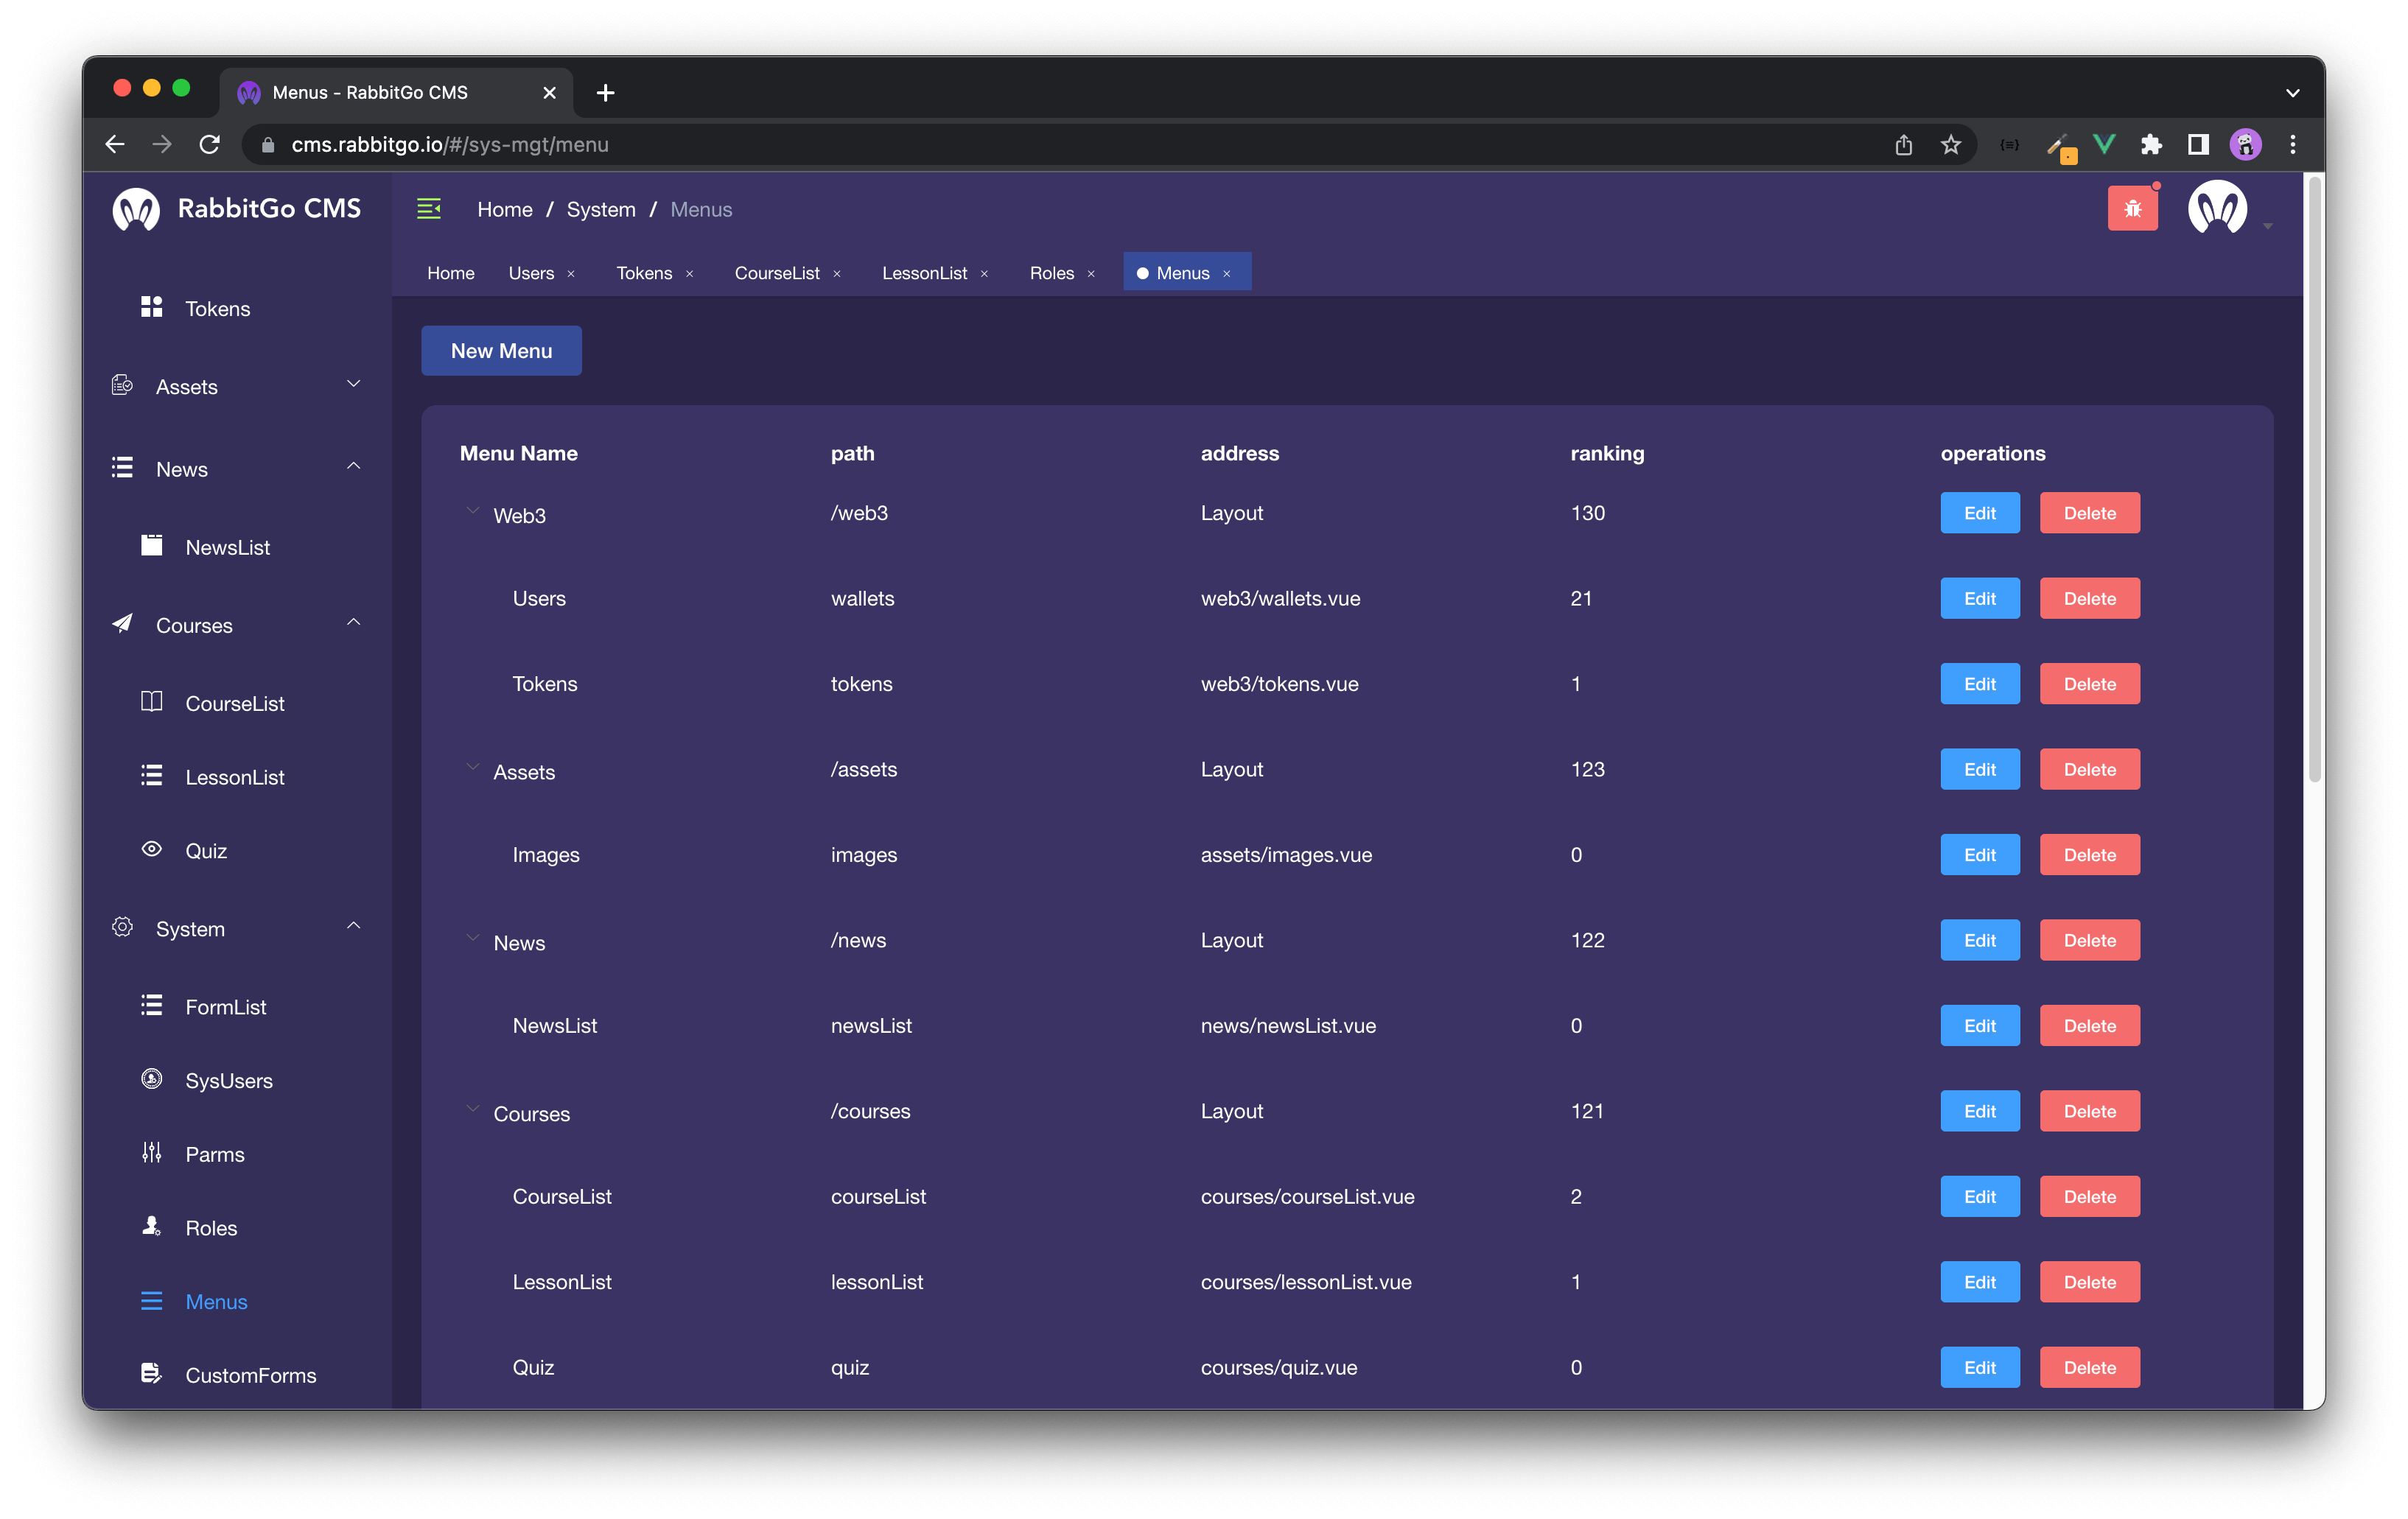 Menus - RabbitGo CMS
cms.rabbitgo.io/#/sys-mgt/menu
RabbitGo CMS
Home / System / Menus
Home Users × Tokens × CourseList × LessonList × Roles × Menus ×
Tokens
Assets
News
NewsList
Courses
CourseList
LessonList
Quiz
System
FormList
SysUsers
Parms
Roles
Menus
CustomForms
New Menu
Menu Name path address ranking operations
Web3 /web3 Layout 130 Edit Delete
Users wallets web3/wallets.vue 21 Edit Delete
Tokens tokens web3/tokens.vue 1 Edit Delete
Assets /assets Layout 123 Edit Delete
Images images assets/images.vue 0 Edit Delete
News /news Layout 122 Edit Delete
NewsList newsList news/newsList.vue 0 Edit Delete
Courses /courses Layout 121 Edit Delete
CourseList courseList courses/courseList.vue 2 Edit Delete
LessonList lessonList courses/lessonList.vue 1 Edit Delete
Quiz quiz courses/quiz.vue 0 Edit Delete